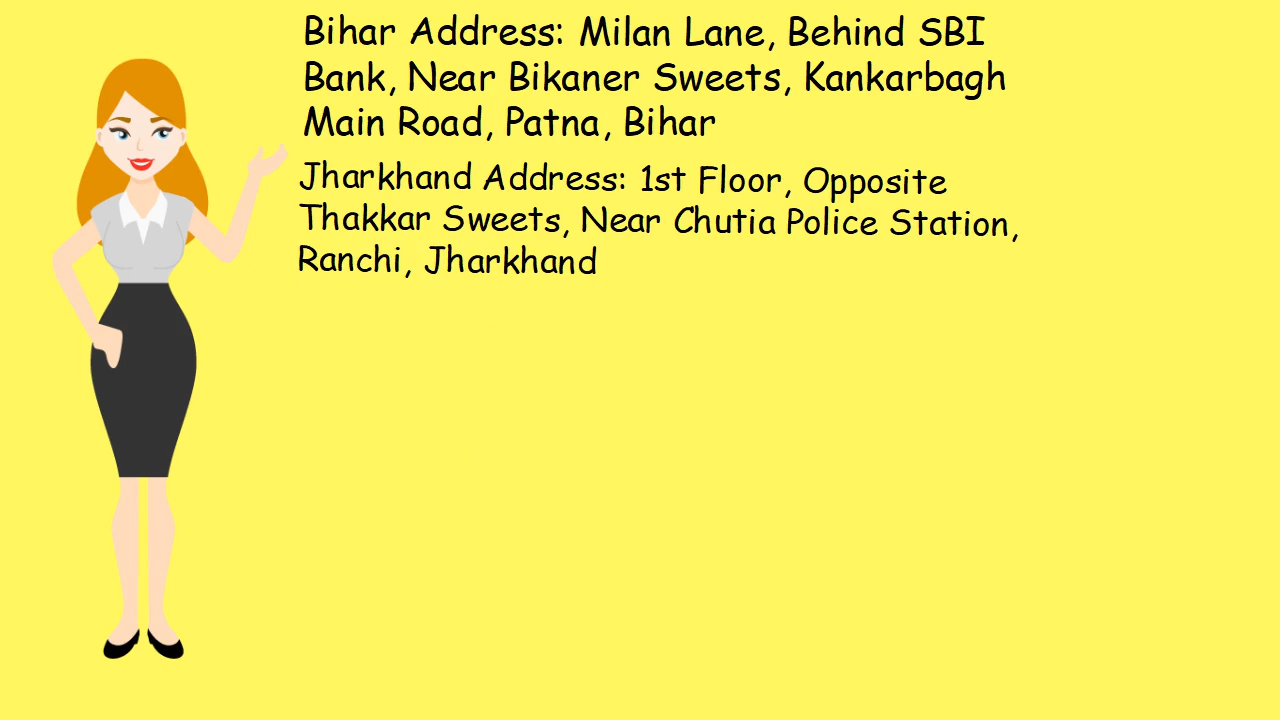 Bihar Address: Milan Lane, Behind SBI
Bank, Near Bikaner Sweets, Kankarbagh
Main Road, Patna, Bihar
Jharkhand Address: 1st Floor, Opposite
Thakkar Sweets, Near Chutia Police Station,
Ranchi, Jharkhand